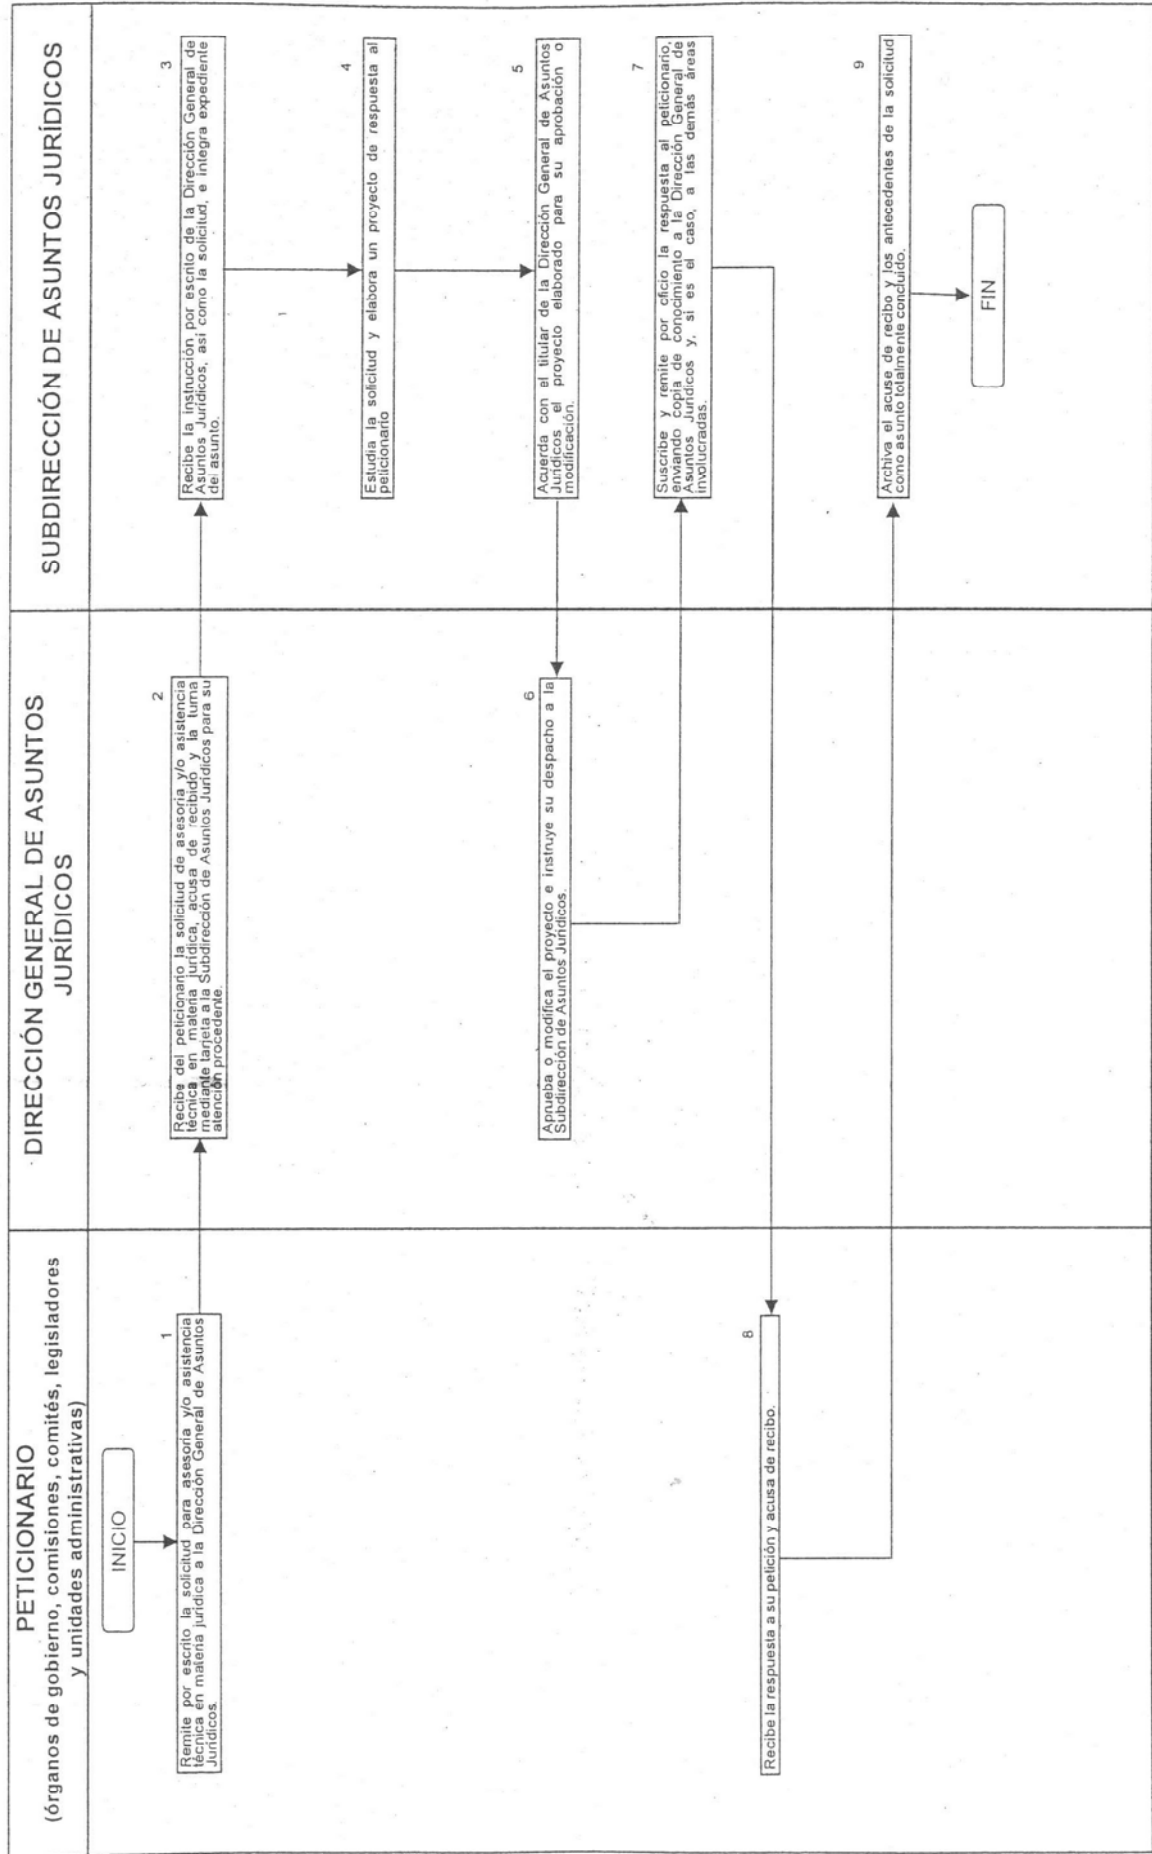 PETICIONARIO
(órganos de gobierno, comisiones, comités, legisladores
y unidades administrativas)
DIRECCIÓN GENERAL DE ASUNTOS
JURÍDICOS
SUBDIRECCIÓN DE ASUNTOS JURÍDICOS
INICIO
1
Remite por escrito la solicitud para asesoría y/o asistencia
técnica en materia jurídica a la Dirección General de Asuntos
Jurídicos.
2
Recibe del peticionario la solicitud de asesoría y/o asistencia
técnica en materia jurídica, acusa de recibido y la turna
mediante tarjeta a la Subdirección de Asuntos Jurídicos para su
atención procedente.
3
Recibe la instrucción por escrito de la Dirección General de
Asuntos Jurídicos, así como la solicitud, e integra expediente
del asunto.
4
Estudia la solicitud y elabora un proyecto de respuesta al
peticionario
5
Acuerda con el titular de la Dirección General de Asuntos
Jurídicos el proyecto elaborado para su aprobación o
modificación.
6
Aprueba o modifica el proyecto e instruye su despacho a la
Subdirección de Asuntos Jurídicos.
7
Suscribe y remite por oficio la respuesta al peticionario,
enviando copia de conocimiento a la Dirección General de
Asuntos Jurídicos y, si es el caso, a las demás áreas
involucradas.
8
Recibe la respuesta a su petición y acusa de recibo.
9
Archiva el acuse de recibo y los antecedentes de la solicitud
como asunto totalmente concluido.
FIN